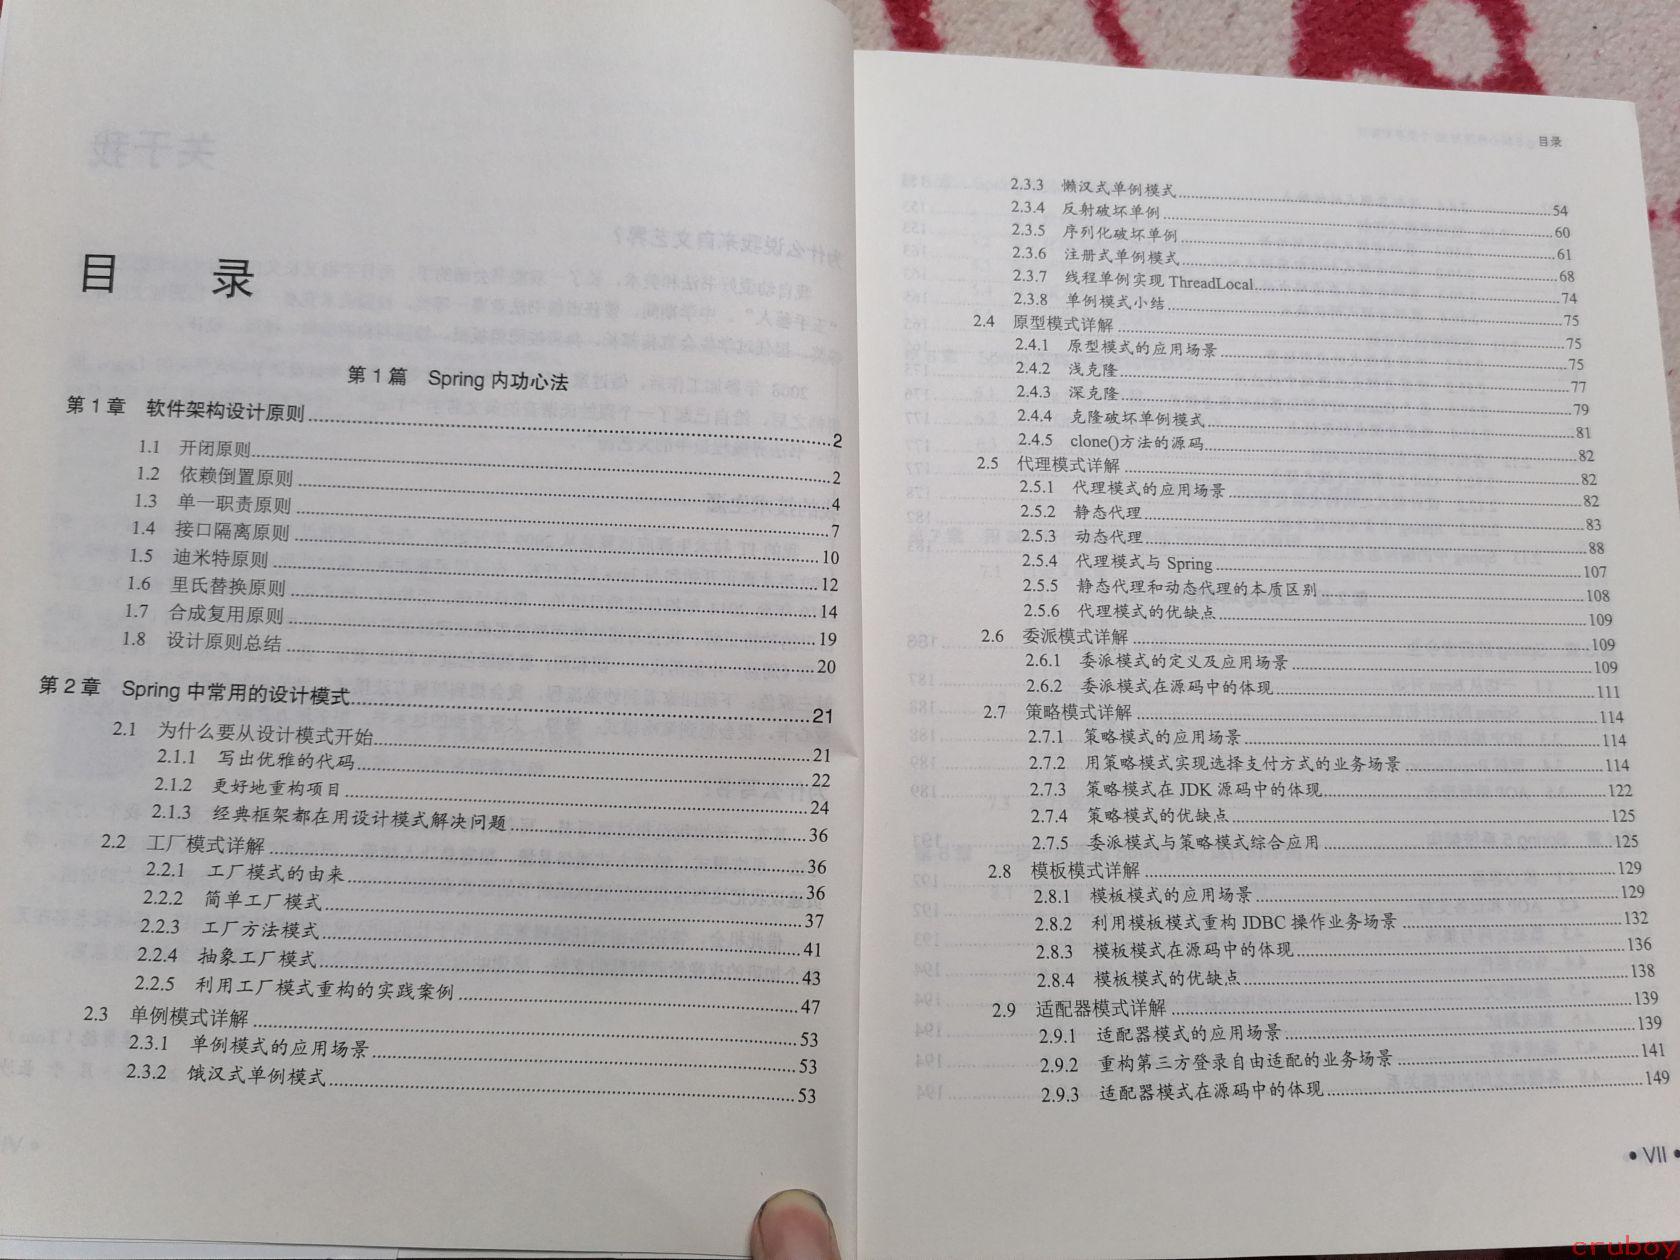 目 录
第 1 篇 Spring 内功心法
第 1 章 软件架构设计原则 2
1.1 开闭原则 2
1.2 依赖倒置原则 4
1.3 单一职责原则 7
1.4 接口隔离原则 10
1.5 迪米特原则 12
1.6 里氏替换原则 14
1.7 合成复用原则 19
1.8 设计原则总结 20
第 2 章 Spring 中常用的设计模式 21
2.1 为什么要从设计模式开始 21
2.1.1 写出优雅的代码 22
2.1.2 更好地重构项目 24
2.1.3 经典框架都在用设计模式解决问题 36
2.2 工厂模式详解 36
2.2.1 工厂模式的由来 36
2.2.2 简单工厂模式 37
2.2.3 工厂方法模式 41
2.2.4 抽象工厂模式 43
2.2.5 利用工厂模式重构的实践案例 47
2.3 单例模式详解 53
2.3.1 单例模式的应用场景 53
2.3.2 饿汉式单例模式 53
目录
2.3.3 懒汉式单例模式 54
2.3.4 反射破坏单例 60
2.3.5 序列化破坏单例 61
2.3.6 注册式单例模式 68
2.3.7 线程单例实现 ThreadLocal 74
2.3.8 单例模式小结 75
2.4 原型模式详解 75
2.4.1 原型模式的应用场景 75
2.4.2 浅克隆 77
2.4.3 深克隆 79
2.4.4 克隆破坏单例模式 81
2.4.5 clone()方法的源码 82
2.5 代理模式详解 82
2.5.1 代理模式的应用场景 82
2.5.2 静态代理 83
2.5.3 动态代理 88
2.5.4 代理模式与 Spring 107
2.5.5 静态代理和动态代理的本质区别 108
2.5.6 代理模式的优缺点 109
2.6 委派模式详解 109
2.6.1 委派模式的定义及应用场景 109
2.6.2 委派模式在源码中的体现 111
2.7 策略模式详解 114
2.7.1 策略模式的应用场景 114
2.7.2 用策略模式实现选择支付方式的业务场景 114
2.7.3 策略模式在 JDK 源码中的体现 122
2.7.4 策略模式的优缺点 125
2.7.5 委派模式与策略模式综合应用 125
2.8 模板模式详解 129
2.8.1 模板模式的应用场景 129
2.8.2 利用模板模式重构 JDBC 操作业务场景 132
2.8.3 模板模式在源码中的体现 136
2.8.4 模板模式的优缺点 138
2.9 适配器模式详解 139
2.9.1 适配器模式的应用场景 139
2.9.2 重构第三方登录自由适配的业务场景 141
2.9.3 适配器模式在源码中的体现 149
• VII •
cruboy